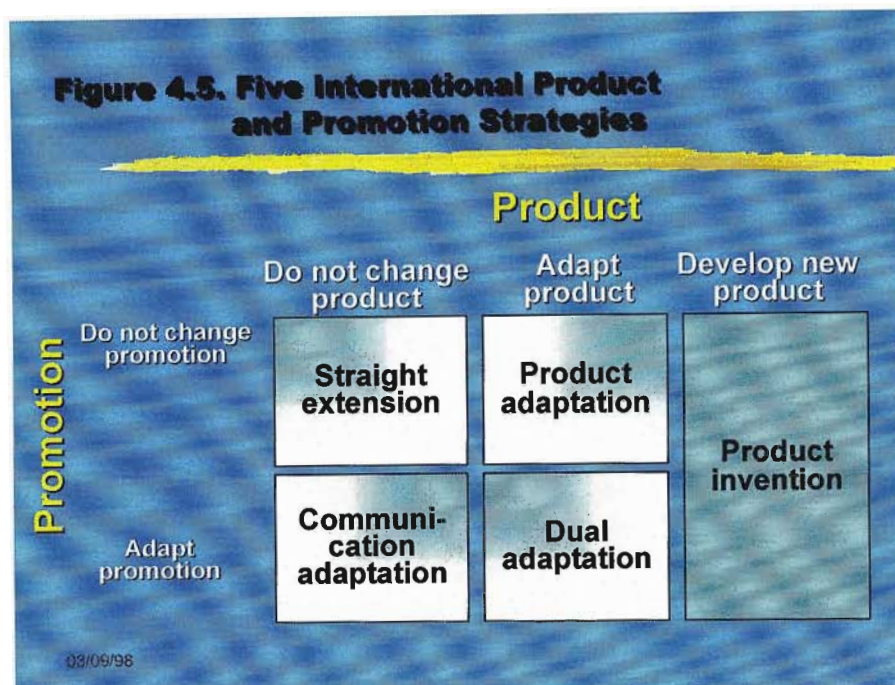 Figure 4.5. Five International Product
and Promotion Strategies
Product
Do not change
product
Adapt
product
Develop new
product
Promotion
Do not change
promotion
Straight
extension
Product
adaptation
Product
invention
Adapt
promotion
Communi-
cation
adaptation
Dual
adaptation
03/09/98